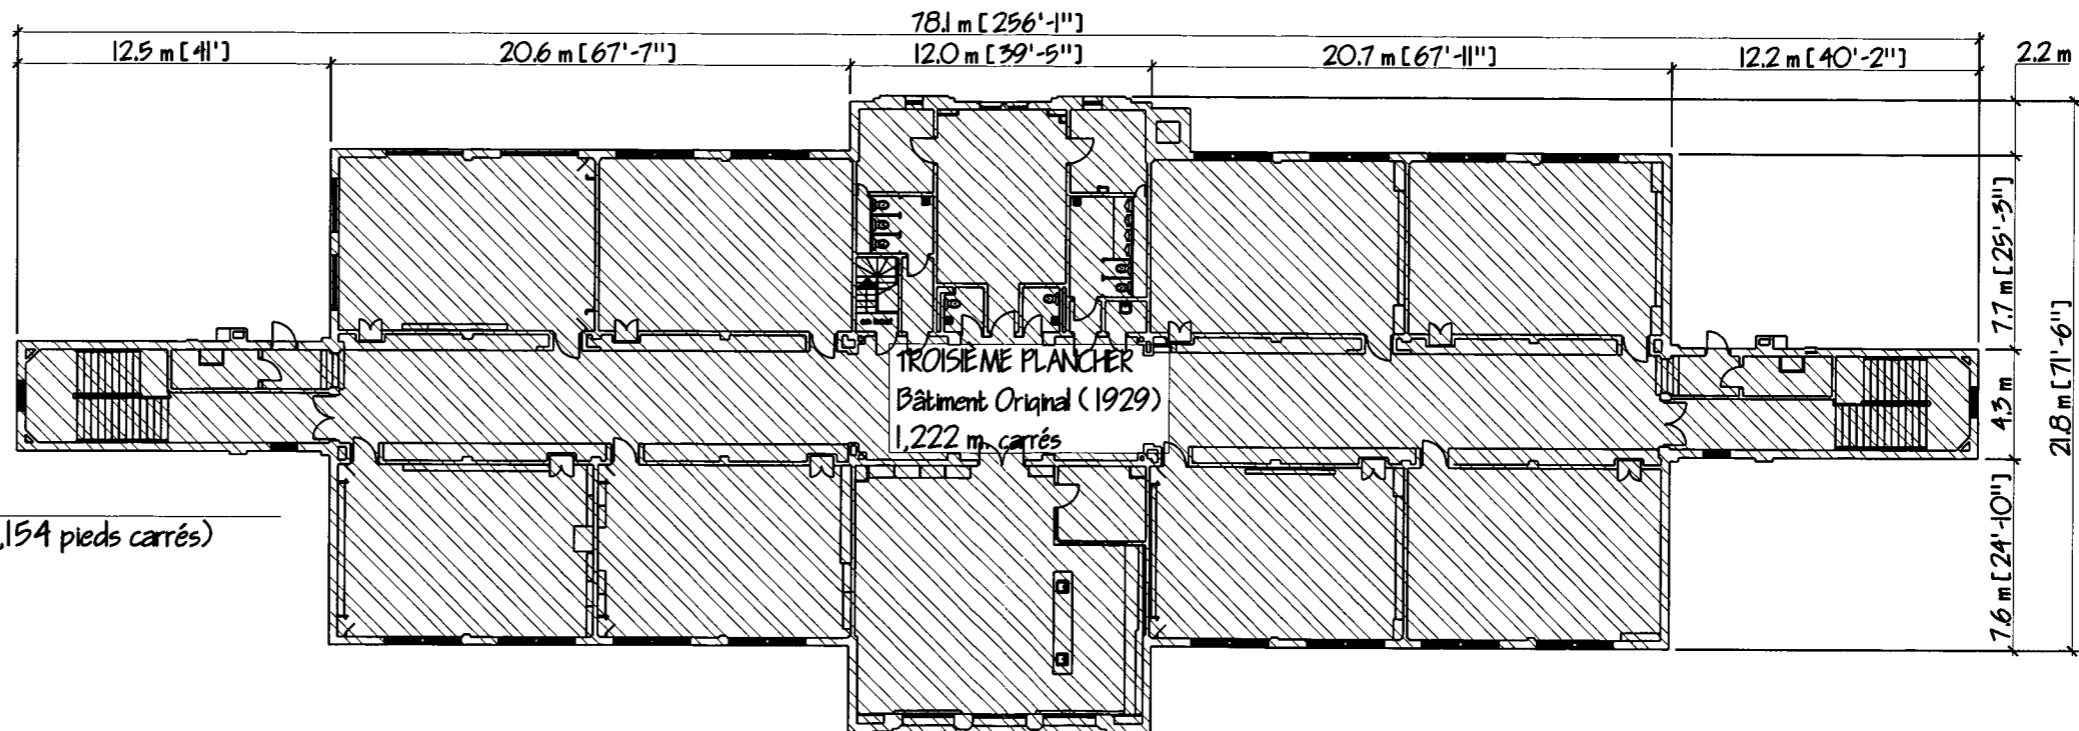 78.1 m [256'-1"]
12.5 m [41']
20.6 m [67'-7"]
12.0 m [39'-5"]
20.7 m [67'-11"]
12.2 m [40'-2"]
2.2 m
7.7 m [25'-3"]
4.3 m
21.8 m [71'-6"]
7.6 m [24'-10"]
TROISIÈME PLANCHER
Bâtiment Original (1929)
1,222 m. carrés
,154 pieds carrés)